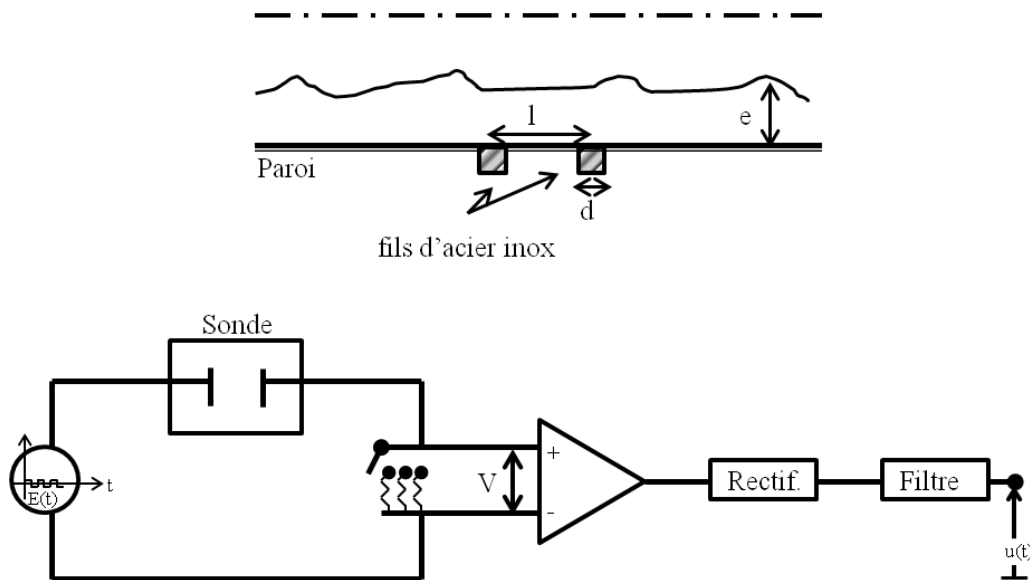 l
e
Paroi
d
fils d'acier inox
Sonde
E(t)
t
V
+
-
Rectif.
Filtre
u(t)